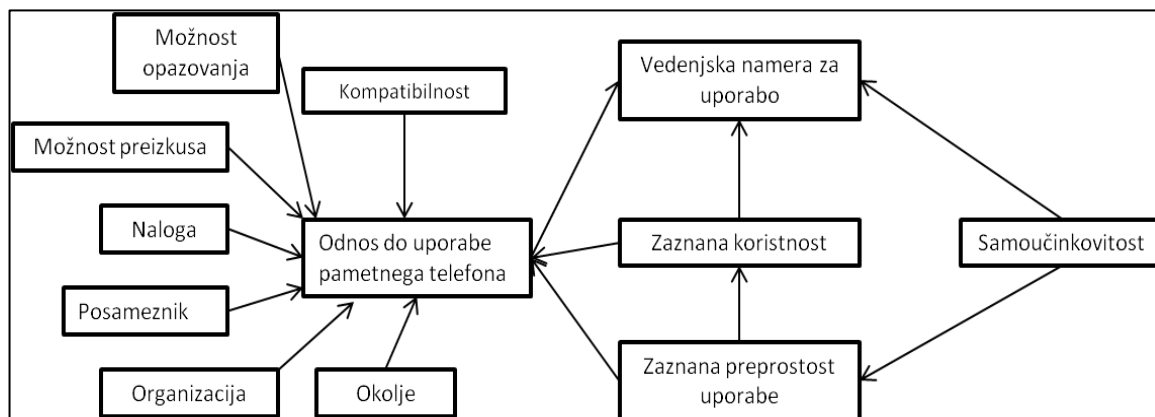 Možnost
opazovanja
Kompatibilnost
Vedenjska namera za
uporabo
Možnost preizkusa
Naloga
Odnos do uporabe
pametnega telefona
Zaznana koristnost
Samoučinkovitost
Posameznik
Organizacija
Okolje
Zaznana preprostost
uporabe